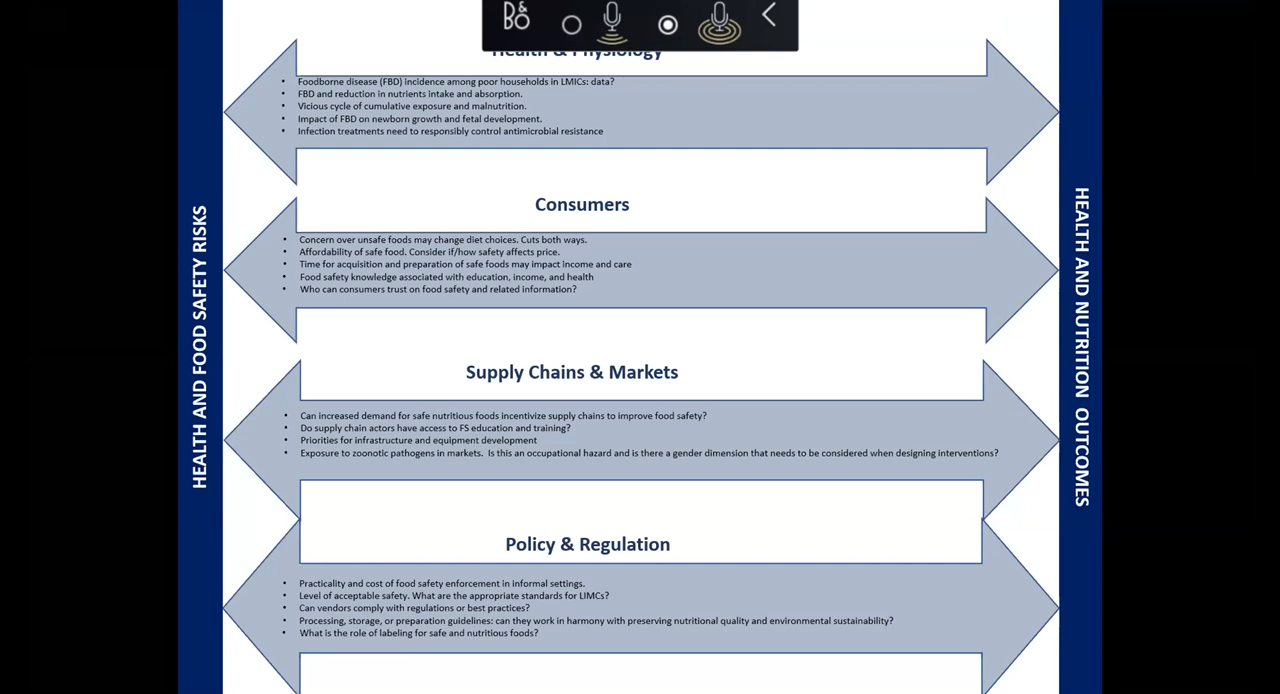 B&O
Health & Physiology
• Foodborne disease (FBD) incidence among poor households in LMICs: data?
• FBD and reduction in nutrients intake and absorption.
• Vicious cycle of cumulative exposure and malnutrition.
• Impact of FBD on newborn growth and fetal development.
• Infection treatments need to responsibly control antimicrobial resistance
Consumers
• Concern over unsafe foods may change diet choices. Cuts both ways.
• Affordability of safe food. Consider if/how safety affects price.
• Time for acquisition and preparation of safe foods may impact income and care
• Food safety knowledge associated with education, income, and health
• Who can consumers trust on food safety and related information?
Supply Chains & Markets
• Can increased demand for safe nutritious foods incentivize supply chains to improve food safety?
• Do supply chain actors have access to FS education and training?
• Priorities for infrastructure and equipment development
• Exposure to zoonotic pathogens in markets. Is this an occupational hazard and is there a gender dimension that needs to be considered when designing interventions?
Policy & Regulation
• Practicality and cost of food safety enforcement in informal settings.
• Level of acceptable safety. What are the appropriate standards for LIMCs?
• Can vendors comply with regulations or best practices?
• Processing, storage, or preparation guidelines: can they work in harmony with preserving nutritional quality and environmental sustainability?
• What is the role of labeling for safe and nutritious foods?
HEALTH AND FOOD SAFETY RISKS
HEALTH AND NUTRITION OUTCOMES